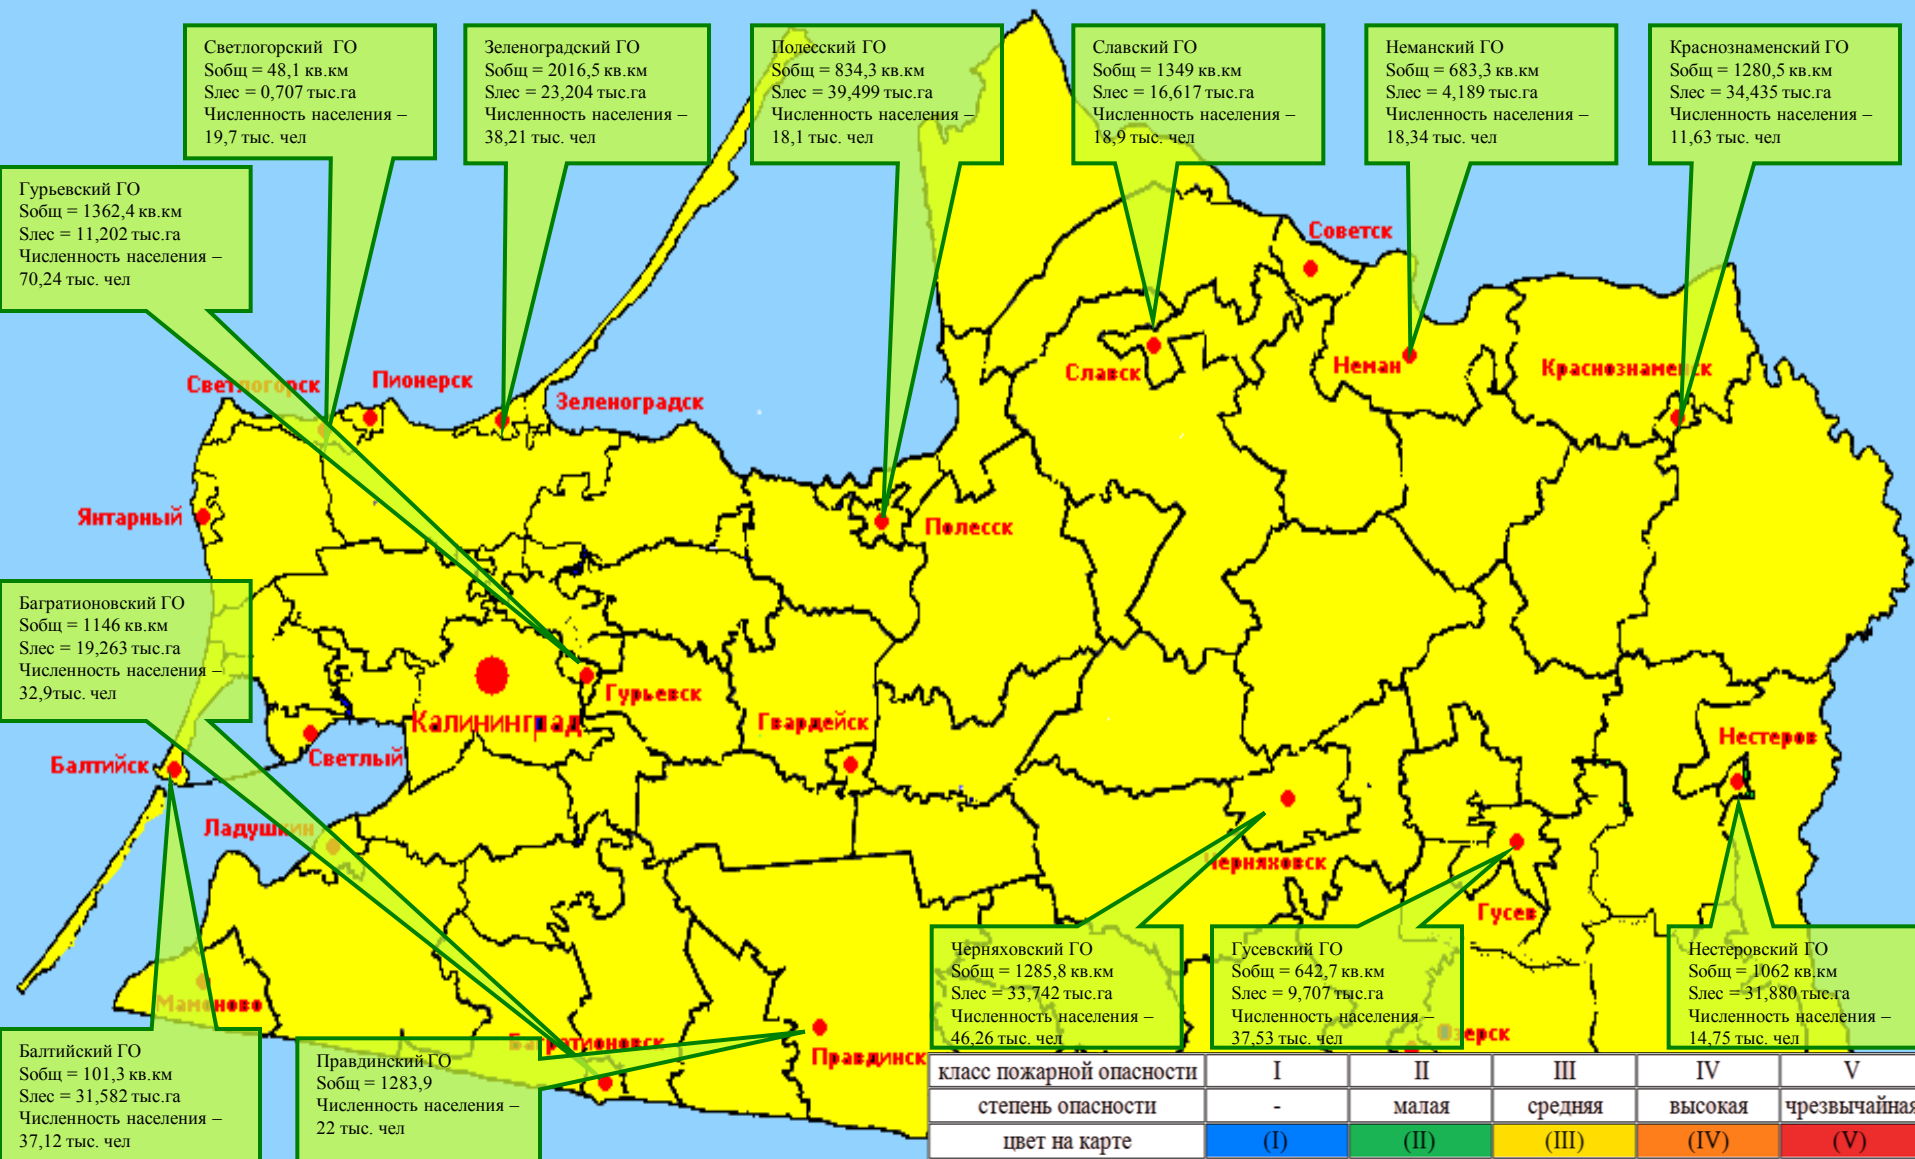 Светлогорский ГО
Sобщ = 48,1 кв.км
Sлес = 0,707 тыс.га
Численность населения –
19,7 тыс. чел
Зеленоградский ГО
Sобщ = 2016,5 кв.км
Sлес = 23,204 тыс.га
Численность населения –
38,21 тыс. чел
Полесский ГО
Sобщ = 834,3 кв.км
Sлес = 39,499 тыс.га
Численность населения –
18,1 тыс. чел
Славский ГО
Sобщ = 1349 кв.км
Sлес = 16,617 тыс.га
Численность населения –
18,9 тыс. чел
Неманский ГО
Sобщ = 683,3 кв.км
Sлес = 4,189 тыс.га
Численность населения –
18,34 тыс. чел
Краснознаменский ГО
Sобщ = 1280,5 кв.км
Sлес = 34,435 тыс.га
Численность населения –
11,63 тыс. чел
Гурьевский ГО
Sобщ = 1362,4 кв.км
Sлес = 11,202 тыс.га
Численность населения –
70,24 тыс. чел
Советск
Неман
Славск
Краснознаменск
Светлогорск
Пионерск
Зеленоградск
Янтарный
Полесск
Багратионовский ГО
Sобщ = 1146 кв.км
Sлес = 19,263 тыс.га
Численность населения –
32,9тыс. чел
Гурьевск
Калининград
Гвардейск
Нестеров
Светлый
Балтийск
Ладушкин
Черняховск
Гусев
Мамоново
Багратионовск
Правдинск
Озерск
Черняховский ГО
Sобщ = 1285,8 кв.км
Sлес = 33,742 тыс.га
Численность населения –
46,26 тыс. чел
Гусевский ГО
Sобщ = 642,7 кв.км
Sлес = 9,707 тыс.га
Численность населения –
37,53 тыс. чел
Нестеровский ГО
Sобщ = 1062 кв.км
Sлес = 31,880 тыс.га
Численность населения –
14,75 тыс. чел
Балтийский ГО
Sобщ = 101,3 кв.км
Sлес = 31,582 тыс.га
Численность населения –
37,12 тыс. чел
Правдинский ГО
Sобщ = 1283,9
Численность населения –
22 тыс. чел
класс пожарной опасности I II III IV V
степень опасности - малая средняя высокая чрезвычайная
цвет на карте (I) (II) (III) (IV) (V)